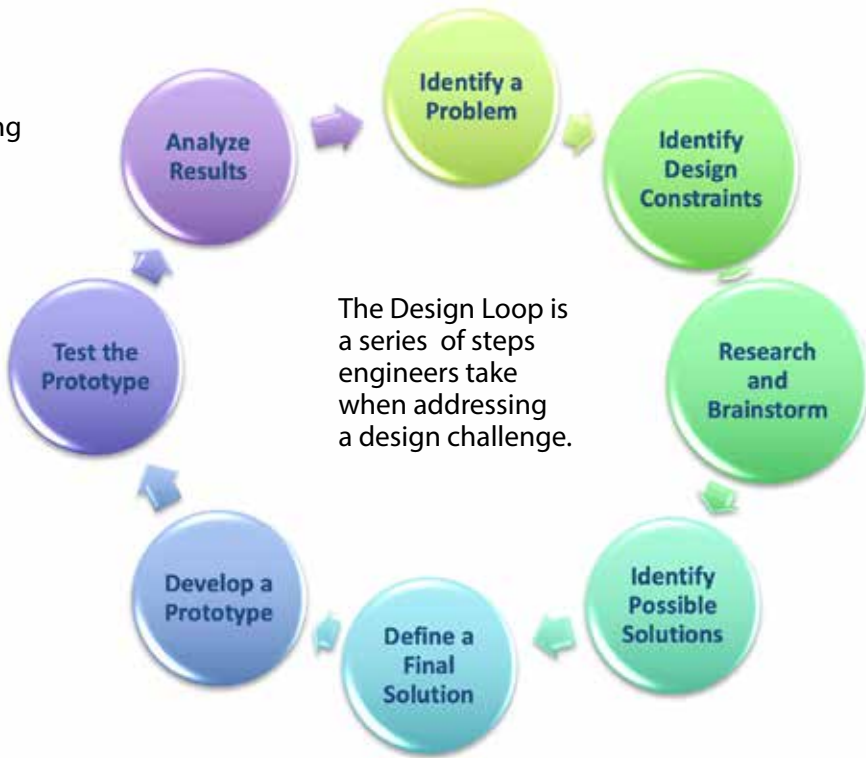 ng
Identify a
Problem
Identify
Design
Constraints
Research
and
Brainstorm
Identify
Possible
Solutions
Define a
Final
Solution
Develop a
Prototype
Test the
Prototype
Analyze
Results
The Design Loop is
a series of steps
engineers take
when addressing
a design challenge.